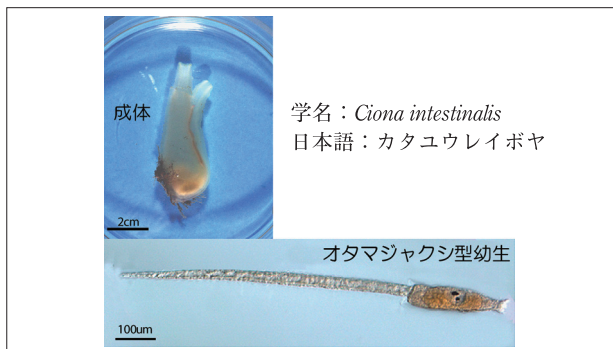 成体
2cm
学名：Ciona intestinalis
日本語：カタユウレイボヤ
オタマジャクシ型幼生
100um